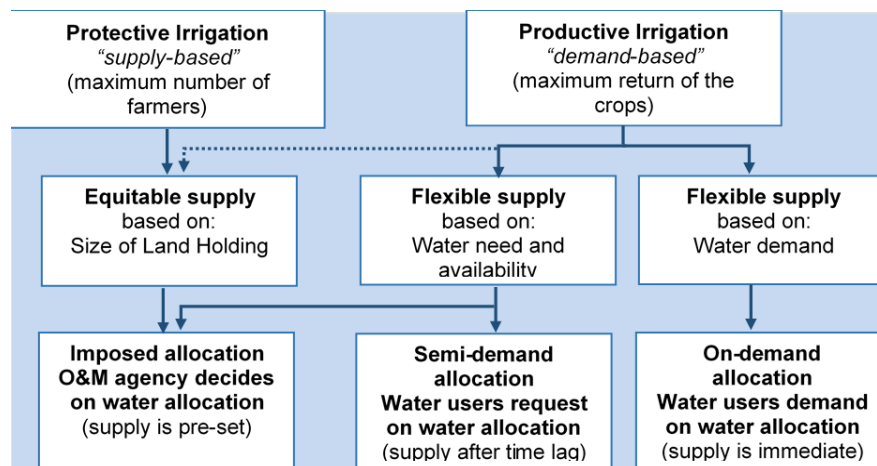 Protective Irrigation
“supply-based”
(maximum number of
farmers)
Productive Irrigation
“demand-based”
(maximum return of the
crops)
Equitable supply
based on:
Size of Land Holding
Flexible supply
based on:
Water need and
availability
Flexible supply
based on:
Water demand
Imposed allocation
O&M agency decides
on water allocation
(supply is pre-set)
Semi-demand
allocation
Water users request
on water allocation
(supply after time lag)
On-demand
allocation
Water users demand
on water allocation
(supply is immediate)